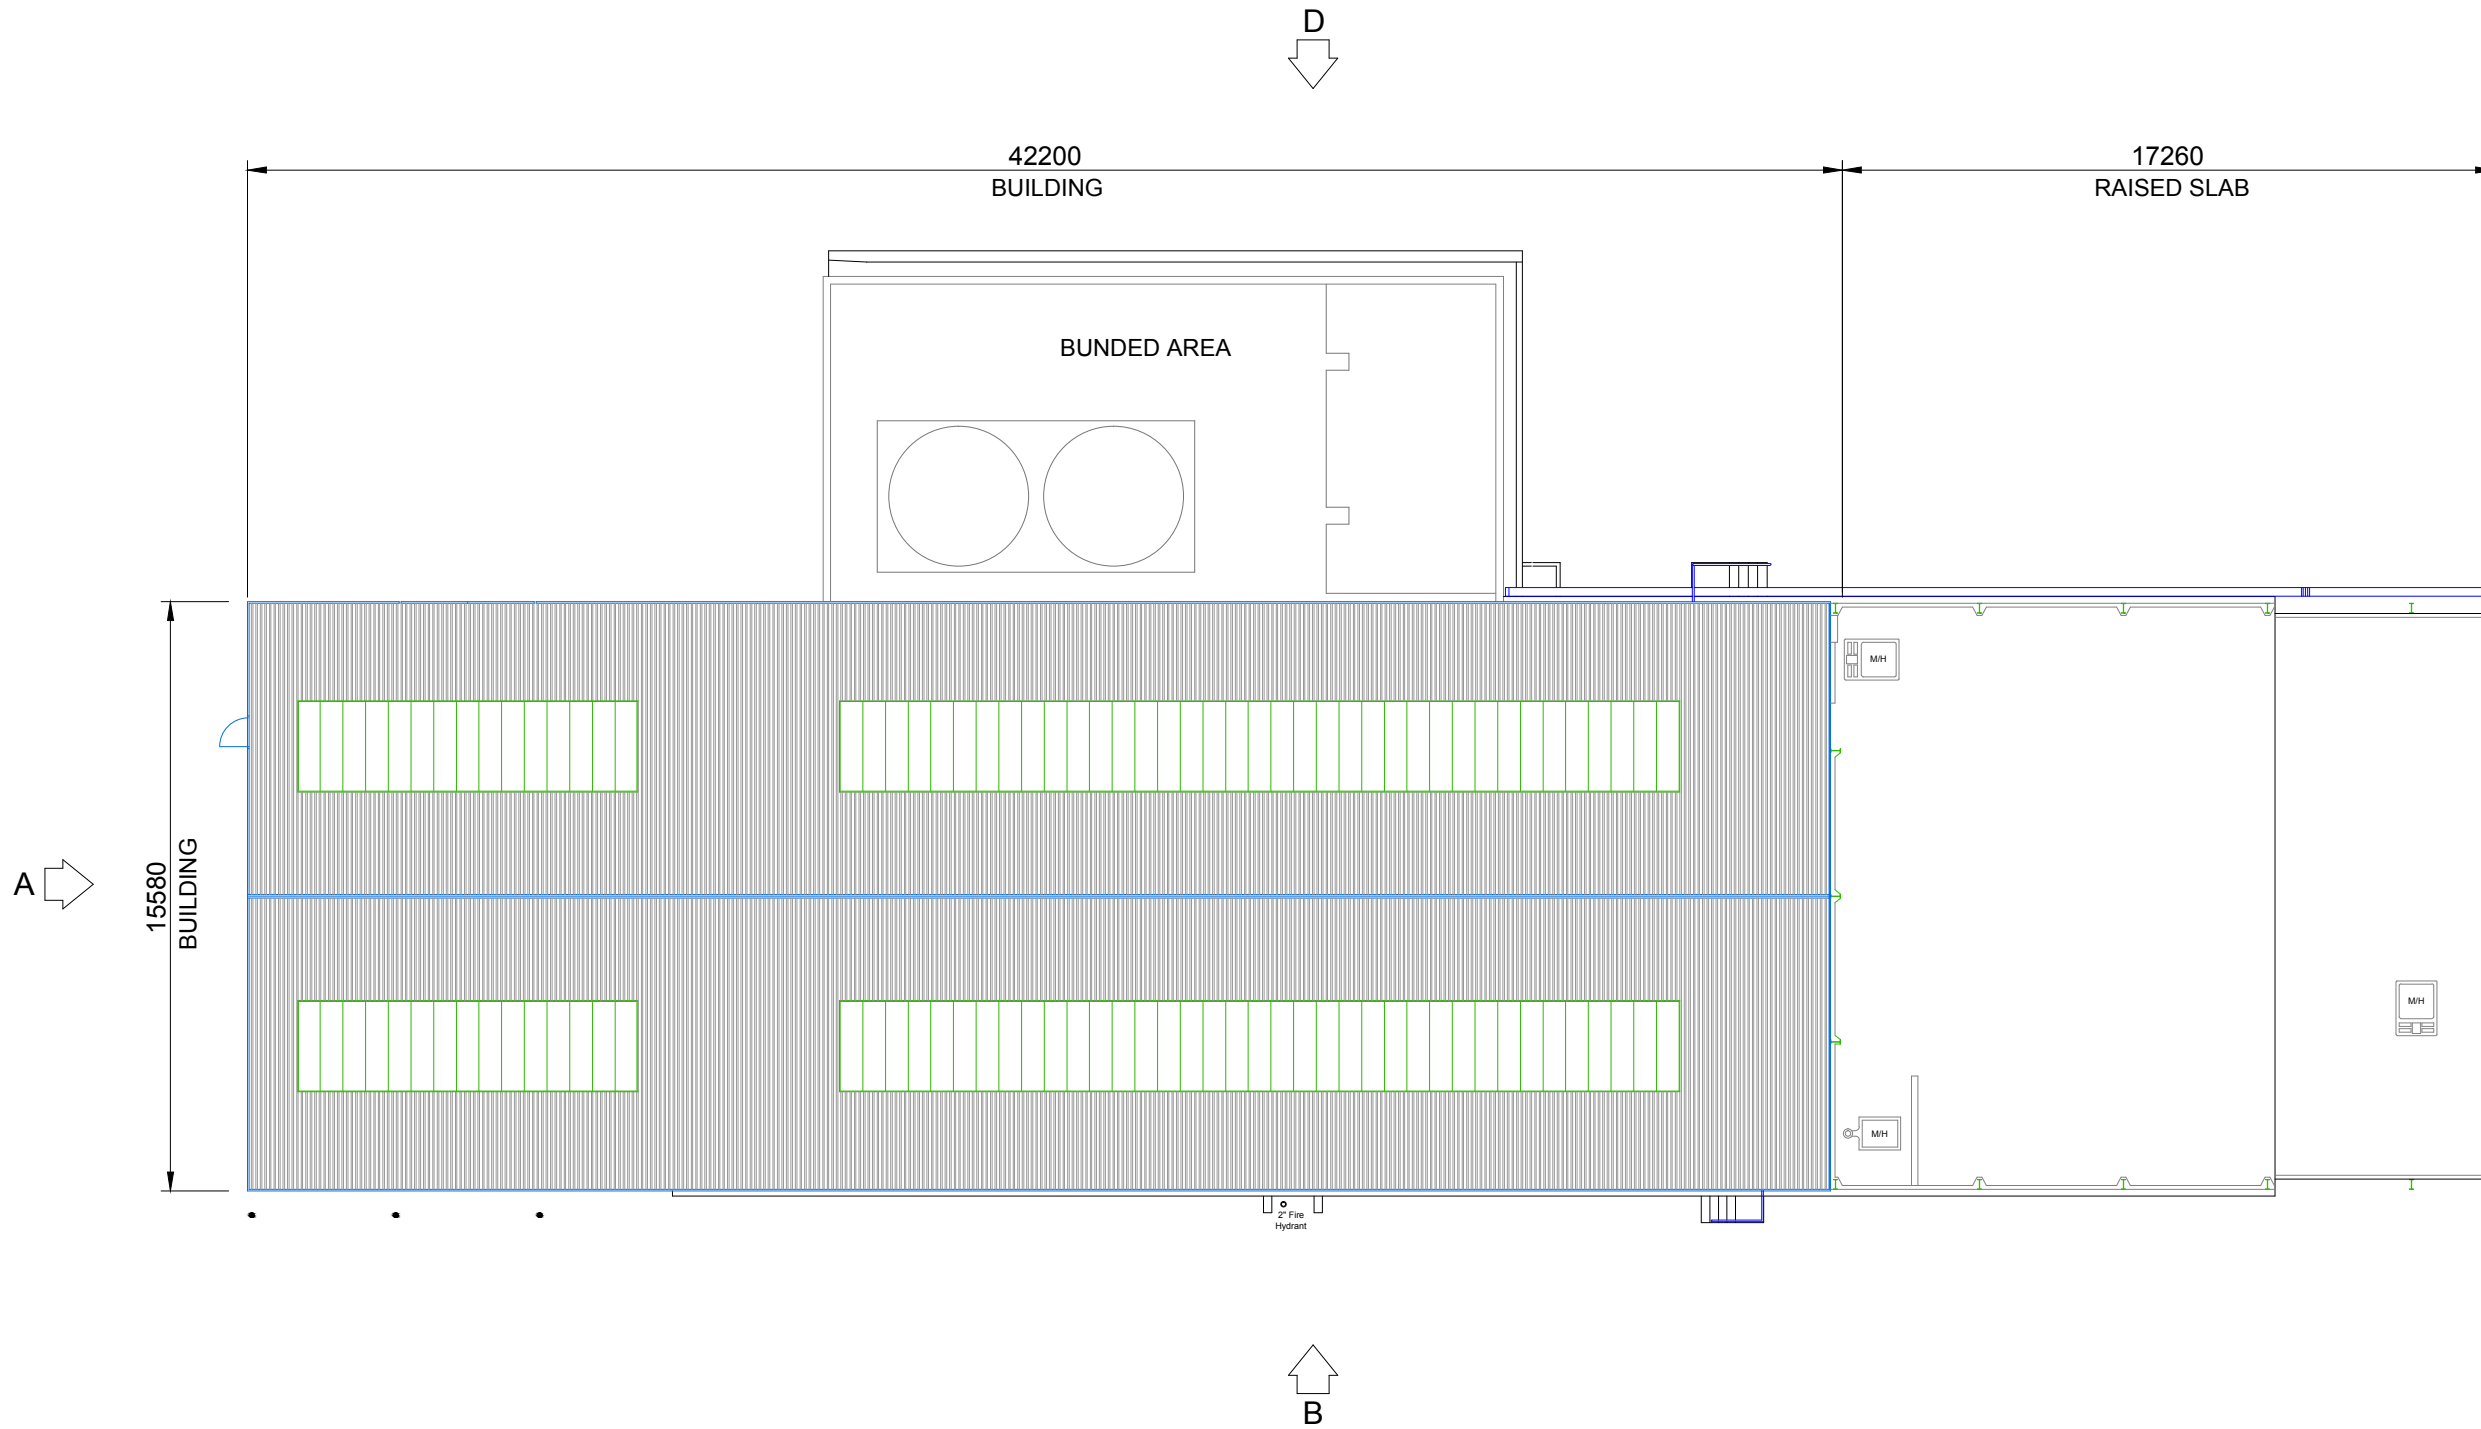 D
42200
BUILDING
17260
RAISED SLAB
BUNDED AREA
M/H
A
15580
BUILDING
M/H
M/H
2" Fire
Hydrant
B